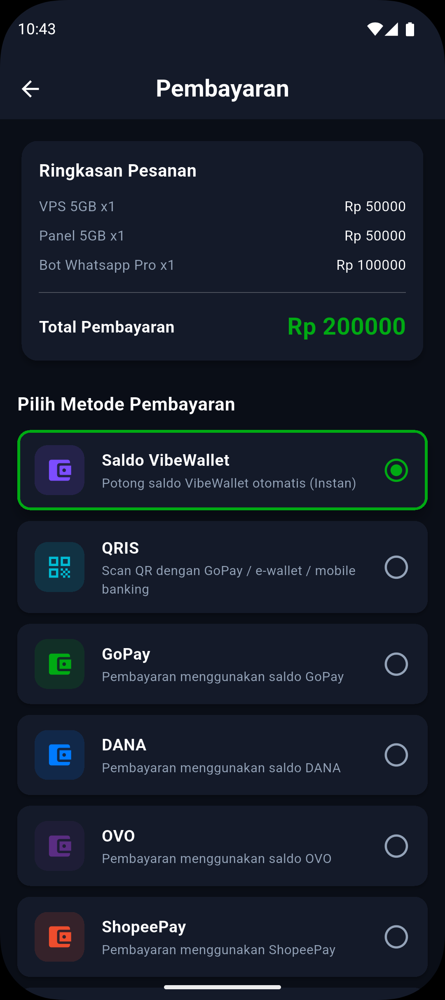 10:43
Pembayaran
Ringkasan Pesanan
VPS 5GB x1 Rp 50000
Panel 5GB x1 Rp 50000
Bot Whatsapp Pro x1 Rp 100000
Total Pembayaran Rp 200000
Pilih Metode Pembayaran
Saldo VibeWallet
Potong saldo VibeWallet otomatis (Instan)
QRIS
Scan QR dengan GoPay / e-wallet / mobile
banking
GoPay
Pembayaran menggunakan saldo GoPay
DANA
Pembayaran menggunakan saldo DANA
OVO
Pembayaran menggunakan saldo OVO
ShopeePay
Pembayaran menggunakan ShopeePay